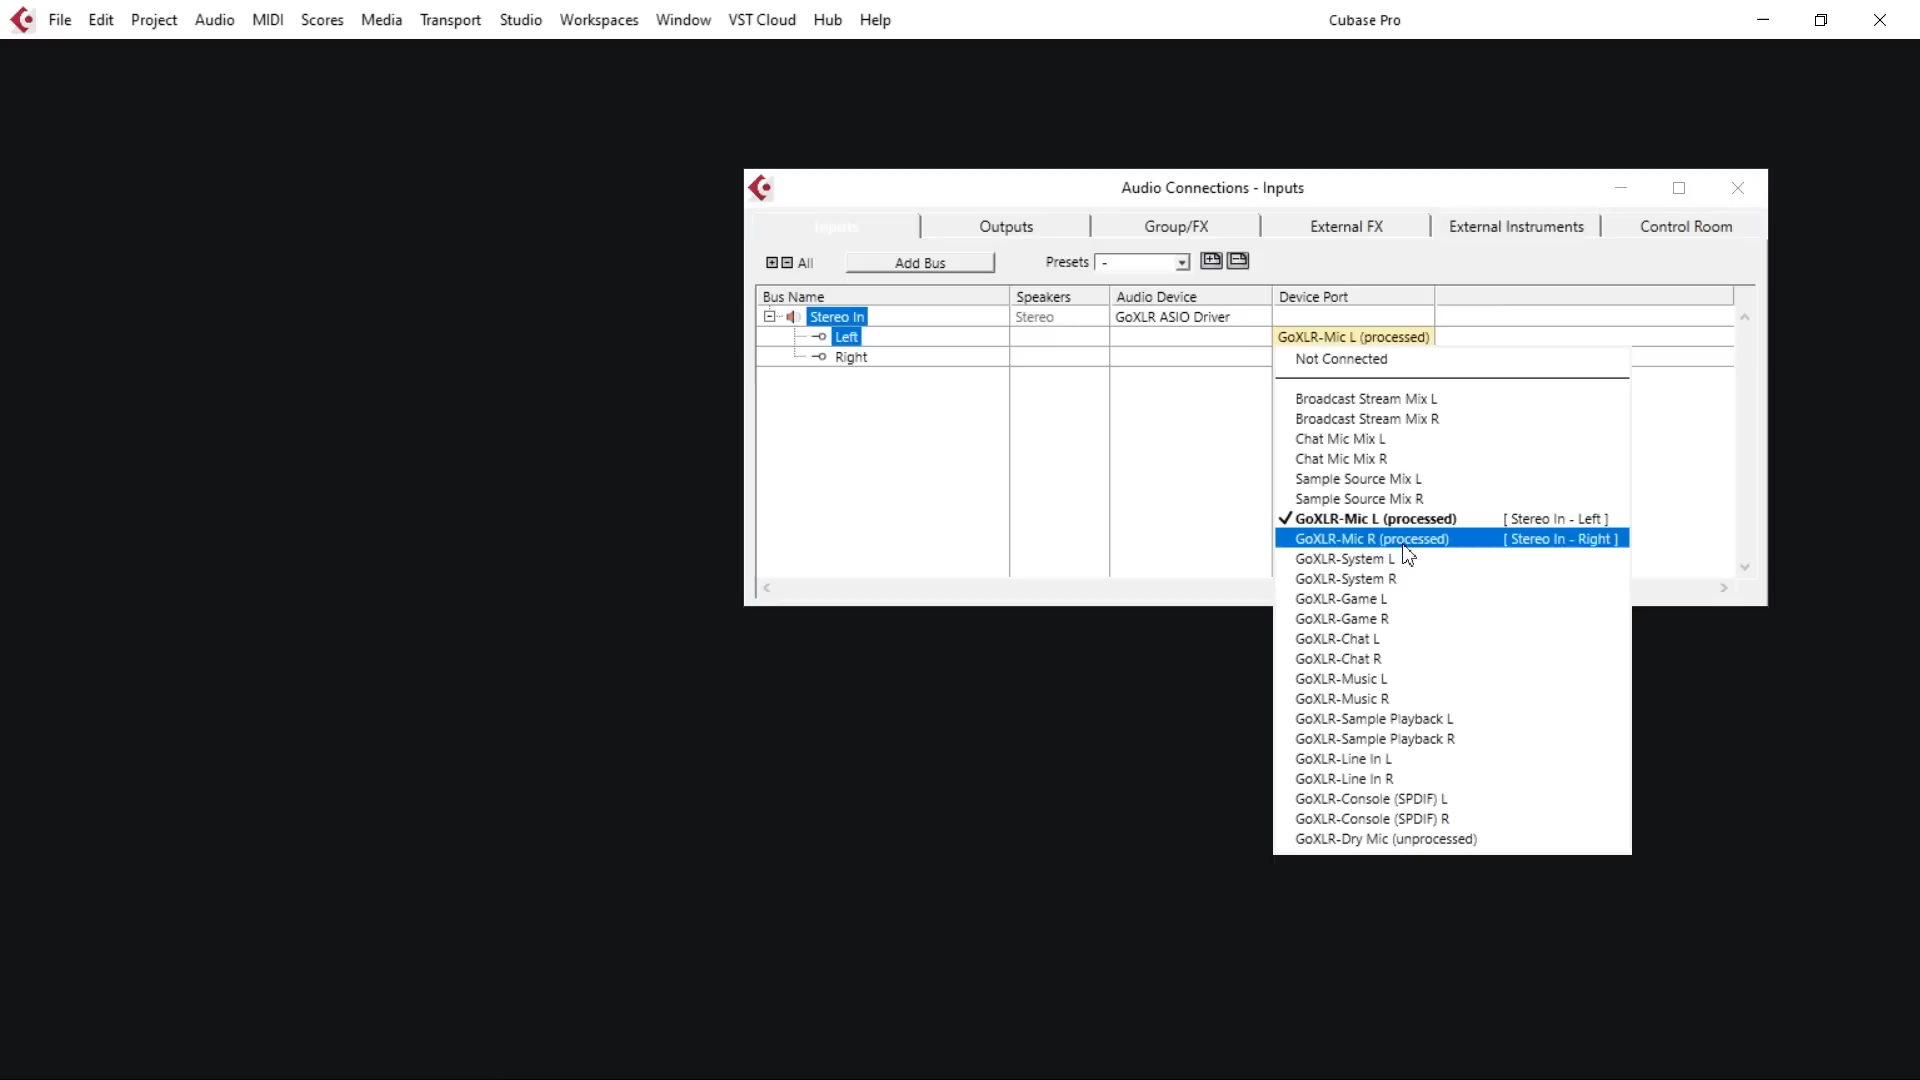 File Edit Project Audio MIDI Scores Media Transport Studio Workspaces Window VST Cloud Hub Help Cubase Pro
Audio Connections - Inputs
Inputs Outputs Group/FX External FX External Instruments Control Room
All Add Bus Presets -
Bus Name Speakers Audio Device Device Port
Stereo In Stereo GoXLR ASIO Driver
Left GoXLR-Mic L (processed)
Right
Not Connected
Broadcast Stream Mix L
Broadcast Stream Mix R
Chat Mic Mix L
Chat Mic Mix R
Sample Source Mix L
Sample Source Mix R
GoXLR-Mic L (processed) [ Stereo In - Left ]
GoXLR-Mic R (processed) [ Stereo In - Right ]
GoXLR-System L
GoXLR-System R
GoXLR-Game L
GoXLR-Game R
GoXLR-Chat L
GoXLR-Chat R
GoXLR-Music L
GoXLR-Music R
GoXLR-Sample Playback L
GoXLR-Sample Playback R
GoXLR-Line In L
GoXLR-Line In R
GoXLR-Console (SPDIF) L
GoXLR-Console (SPDIF) R
GoXLR-Dry Mic (unprocessed)